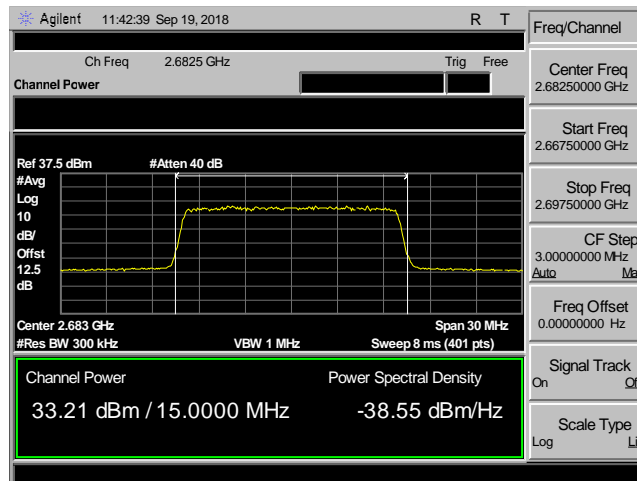 Agilent 11:42:39 Sep 19, 2018 R T
Freq/Channel
Ch Freq 2.6825 GHz Trig Free
Channel Power
Center Freq
2.68250000 GHz
Start Freq
2.66750000 GHz
Ref 37.5 dBm #Atten 40 dB
#Avg
Log
10
dB/
Offst
12.5
dB
Stop Freq
2.69750000 GHz
CF Step
3.00000000 MHz
Auto Ma
Center 2.683 GHz Span 30 MHz
#Res BW 300 kHz VBW 1 MHz Sweep 8 ms (401 pts)
Freq Offset
0.00000000 Hz
Channel Power Power Spectral Density
33.21 dBm / 15.0000 MHz -38.55 dBm/Hz
Signal Track
On Of
Scale Type
Log Li